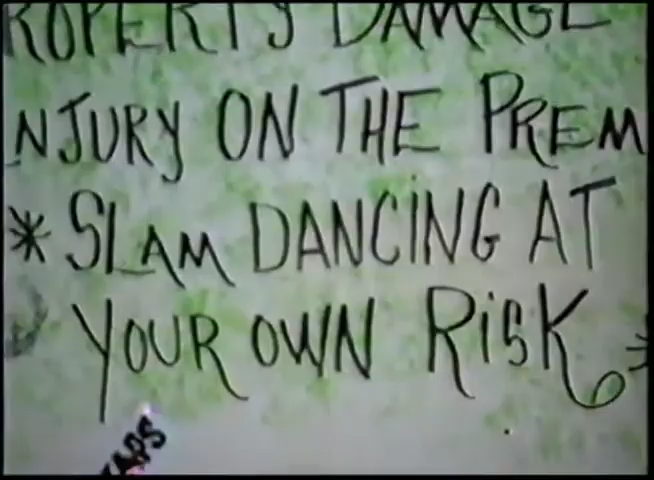 ROPERTY DAMAGE
NJURY ON THE PREM
*SLAM DANCING AT
YOUR OWN RISK*